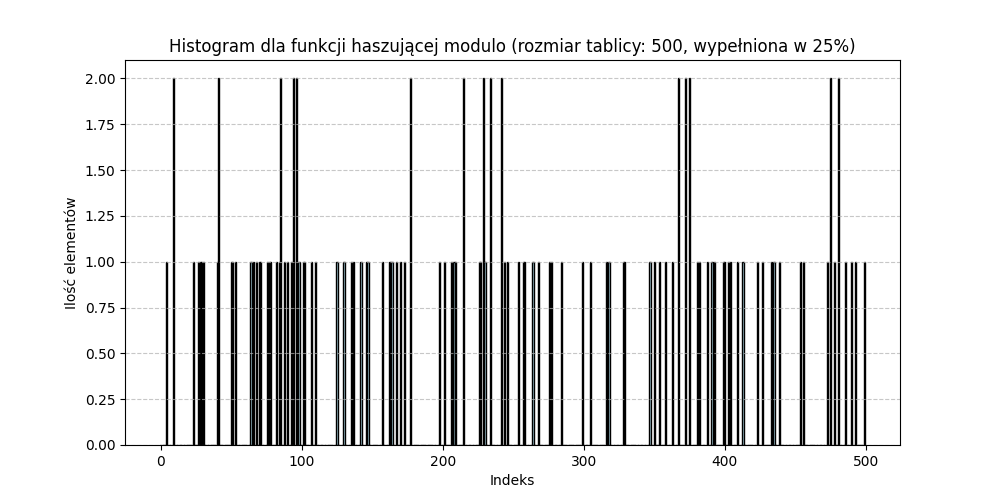 Histogram dla funkcji haszującej modulo (rozmiar tablicy: 500, wypełniona w 25%)
2.00
1.75
1.50
1.25
1.00
0.75
0.50
0.25
0.00
Ilość elementów
0 100 200 300 400 500
Indeks